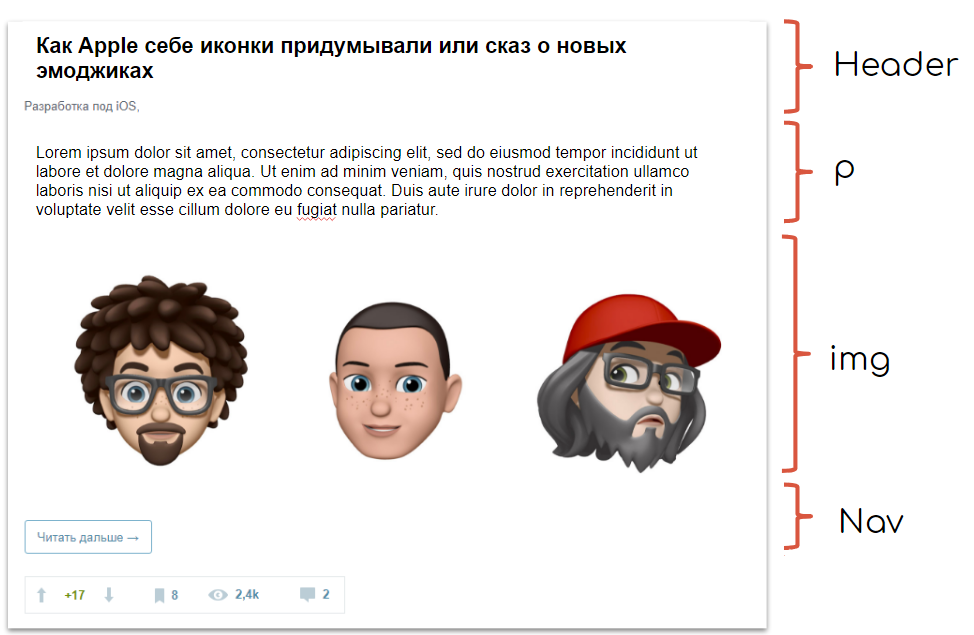 Как Apple себе иконки придумывали или сказ о новых
эмоджиках
Header
Разработка под iOS,
Lorem ipsum dolor sit amet, consectetur adipiscing elit, sed do eiusmod tempor incididunt ut
labore et dolore magna aliqua. Ut enim ad minim veniam, quis nostrud exercitation ullamco
laboris nisi ut aliquip ex ea commodo consequat. Duis aute irure dolor in reprehenderit in
voluptate velit esse cillum dolore eu fugiat nulla pariatur.
p
img
Читать дальше →
Nav
+17 8 2,4k 2